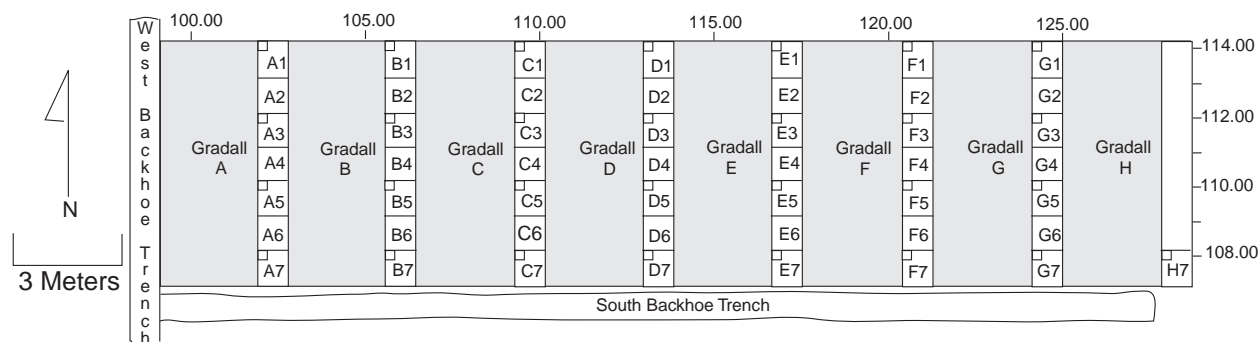 100.00 105.00 110.00 115.00 120.00 125.00
114.00
112.00
110.00
108.00
West Backhoe Trench
N
3 Meters
A1 B1 C1 D1 E1 F1 G1
A2 B2 C2 D2 E2 F2 G2
A3 B3 C3 D3 E3 F3 G3
Gradall Gradall Gradall Gradall Gradall Gradall Gradall Gradall
A B C D E F G H
A4 B4 C4 D4 E4 F4 G4
A5 B5 C5 D5 E5 F5 G5
A6 B6 C6 D6 E6 F6 G6
A7 B7 C7 D7 E7 F7 G7 H7
South Backhoe Trench